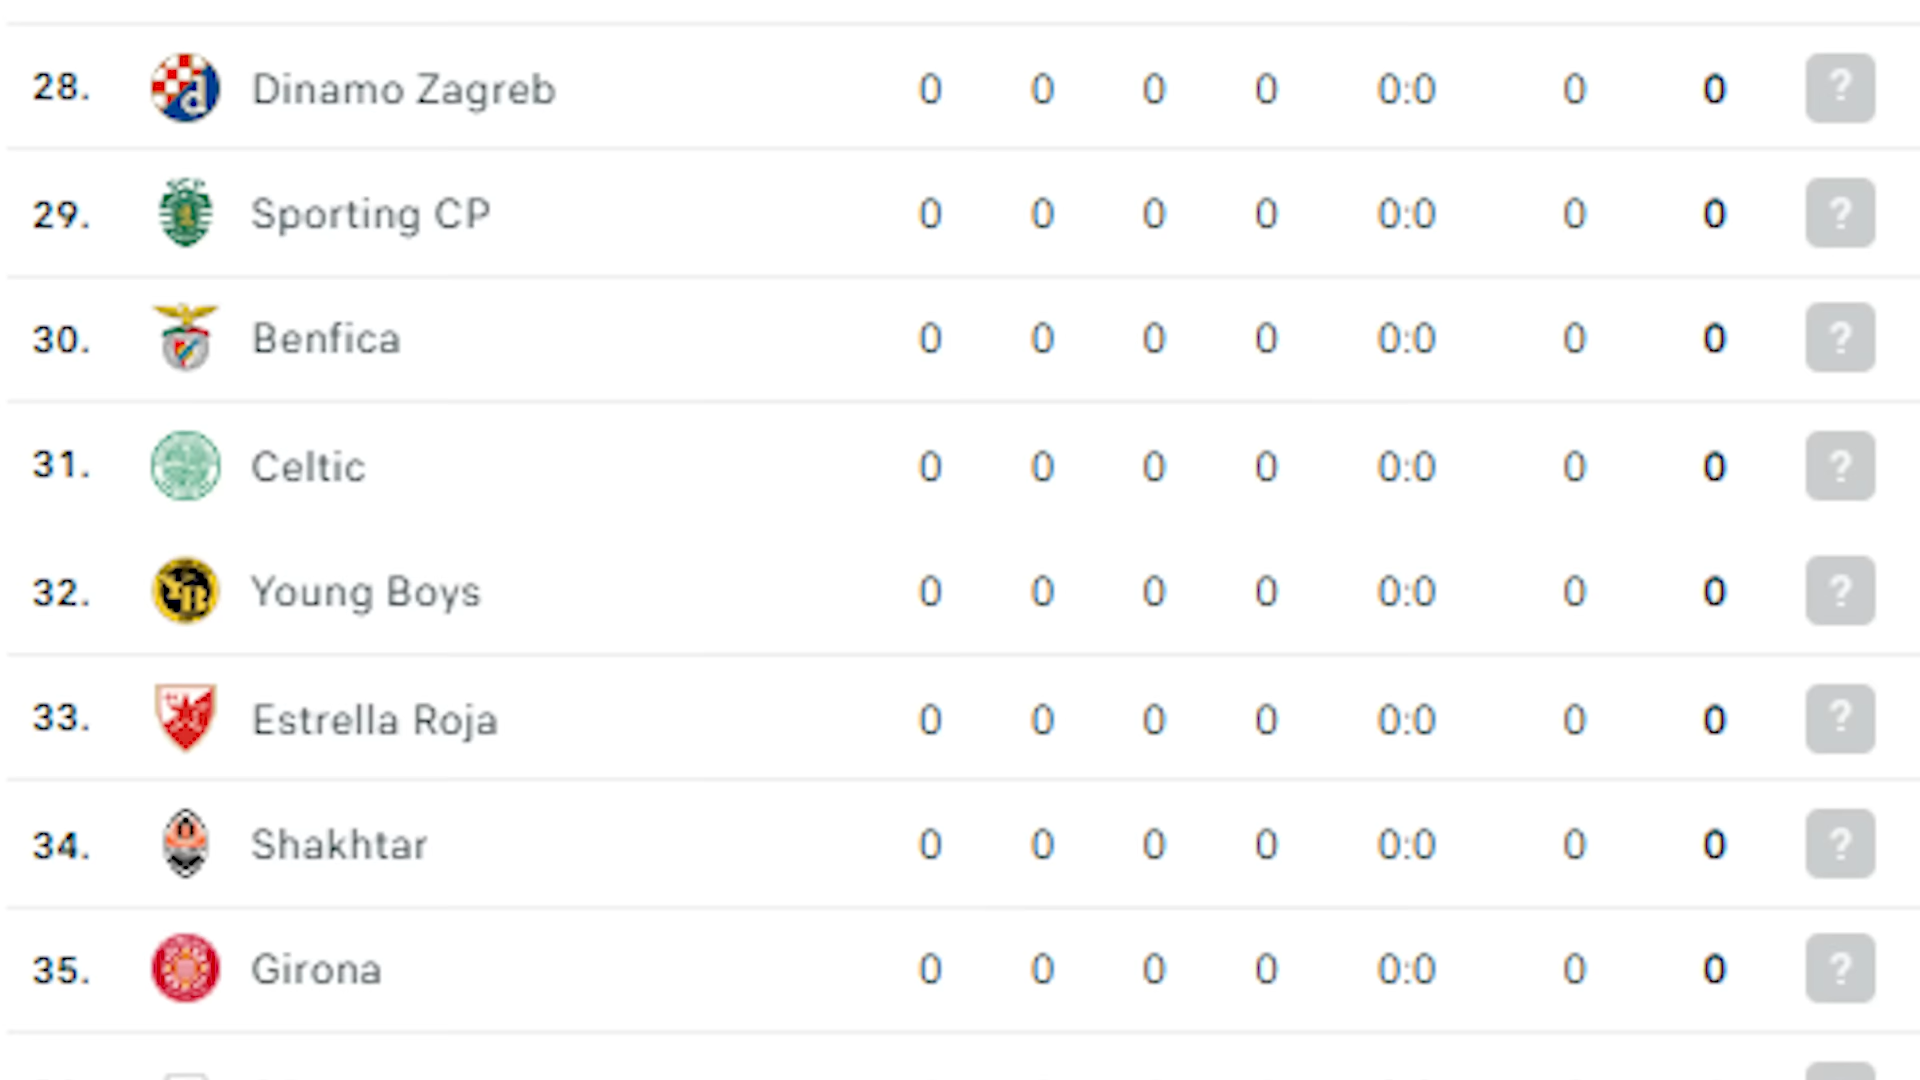 28. Dinamo Zagreb 0 0 0 0 0:0 0 0 ?
29. Sporting CP 0 0 0 0 0:0 0 0 ?
30. Benfica 0 0 0 0 0:0 0 0 ?
31. Celtic 0 0 0 0 0:0 0 0 ?
32. Young Boys 0 0 0 0 0:0 0 0 ?
33. Estrella Roja 0 0 0 0 0:0 0 0 ?
34. Shakhtar 0 0 0 0 0:0 0 0 ?
35. Girona 0 0 0 0 0:0 0 0 ?